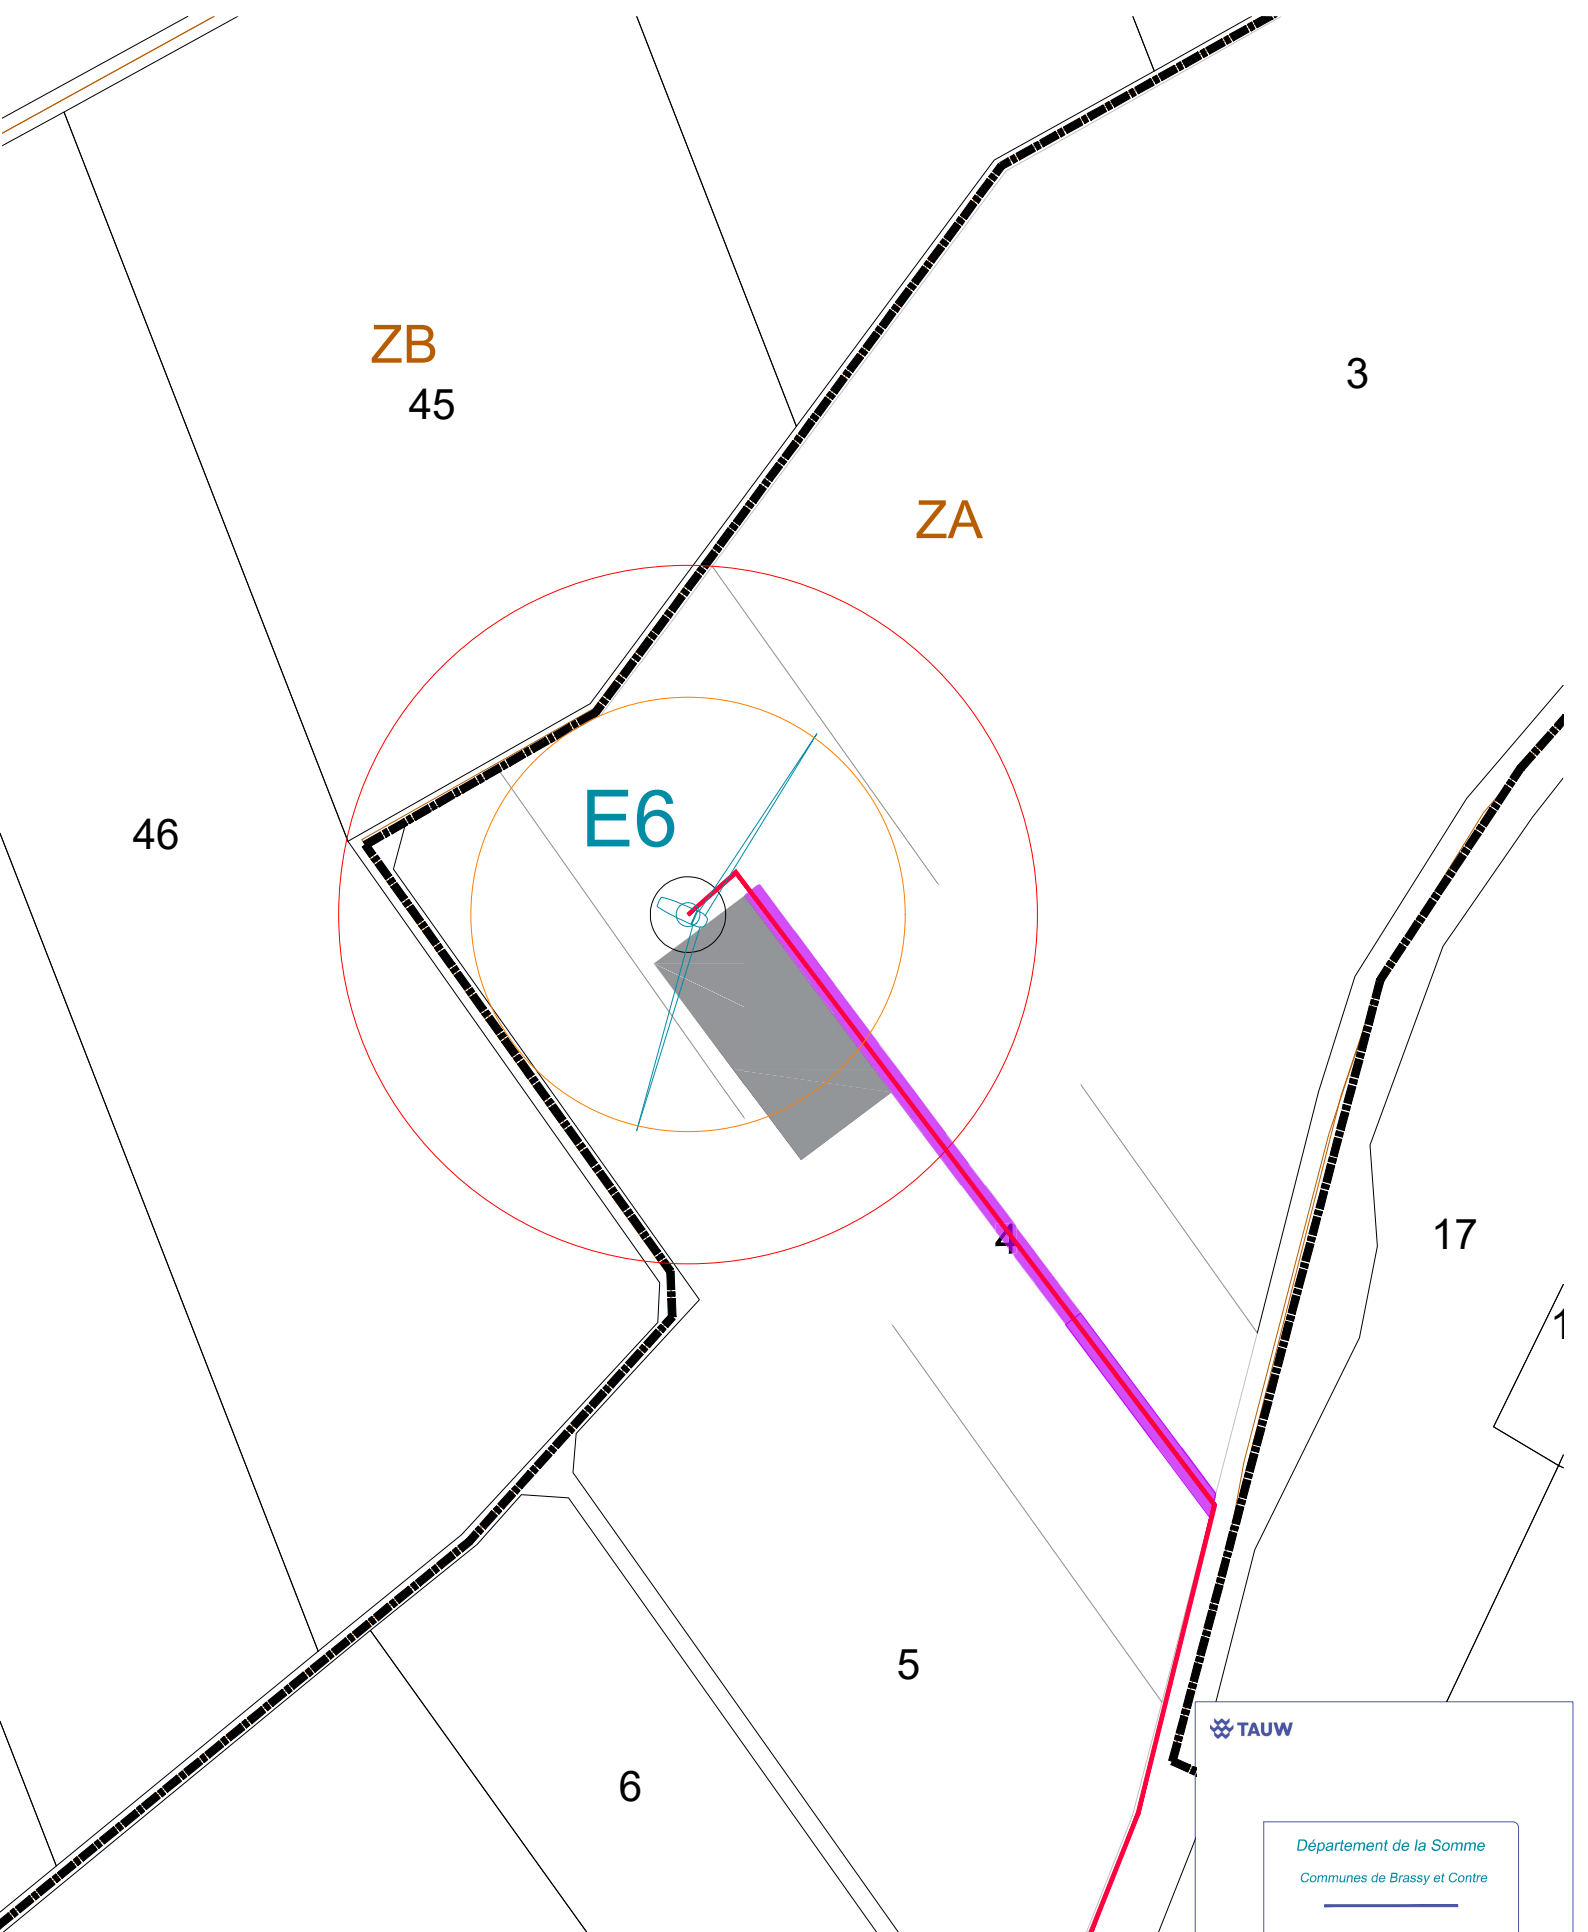 ZB
45
3
ZA
E6
46
4
17
1
5
6
TAUW
Département de la Somme
Communes de Brassy et Contre